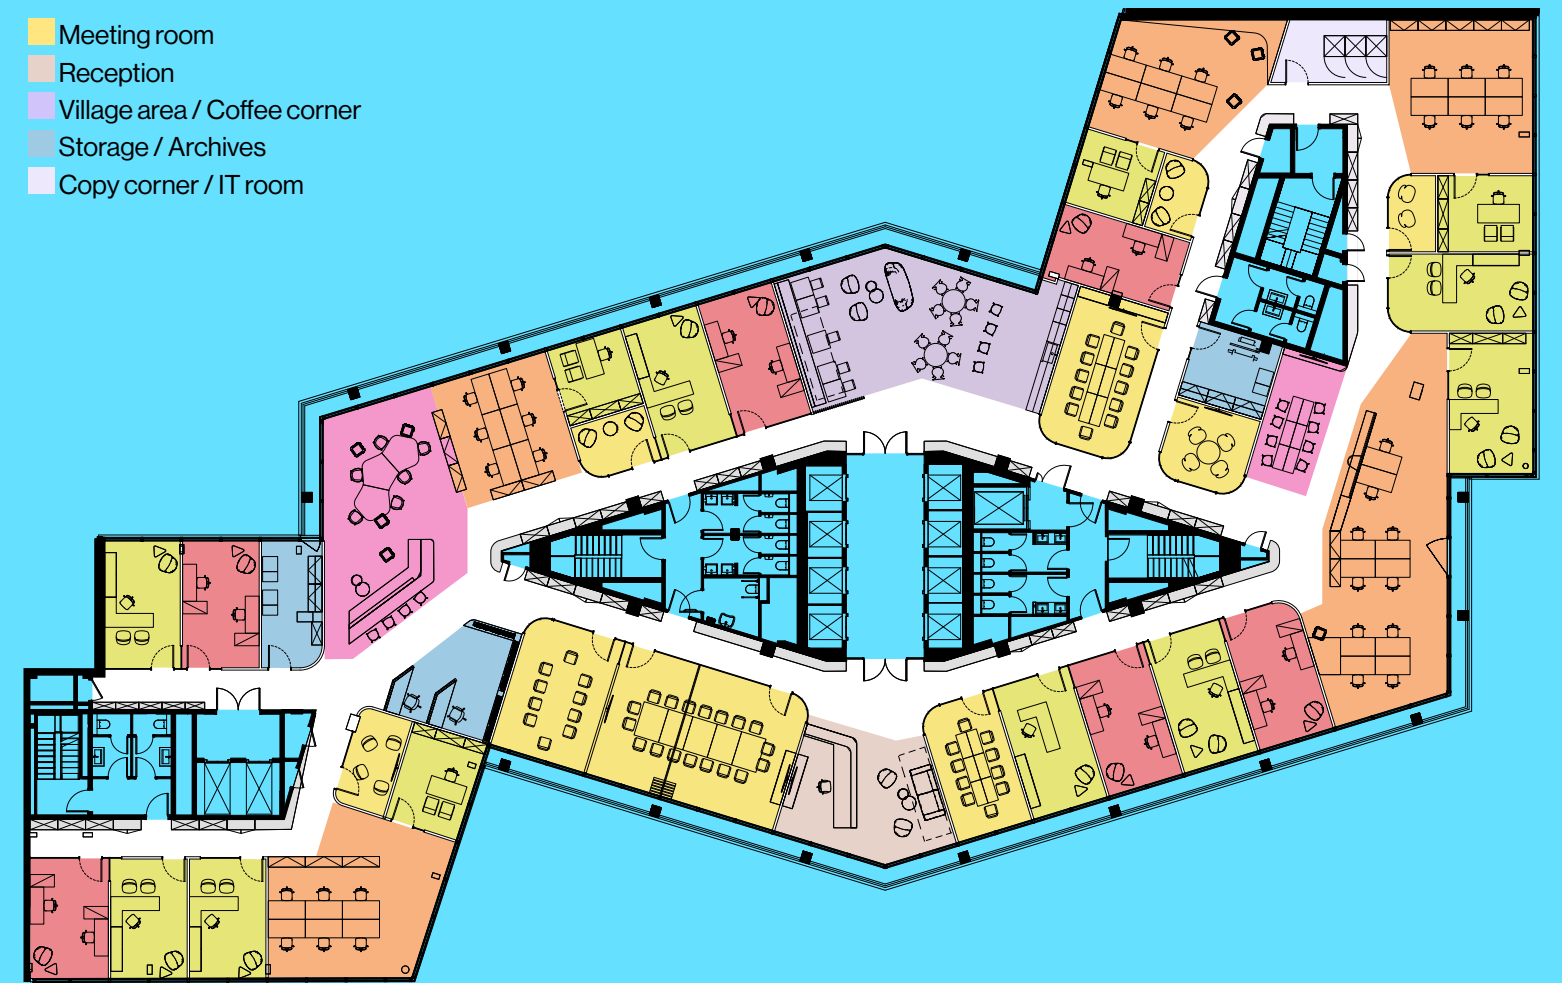 Meeting room
Reception
Village area / Coffee corner
Storage / Archives
Copy corner / IT room